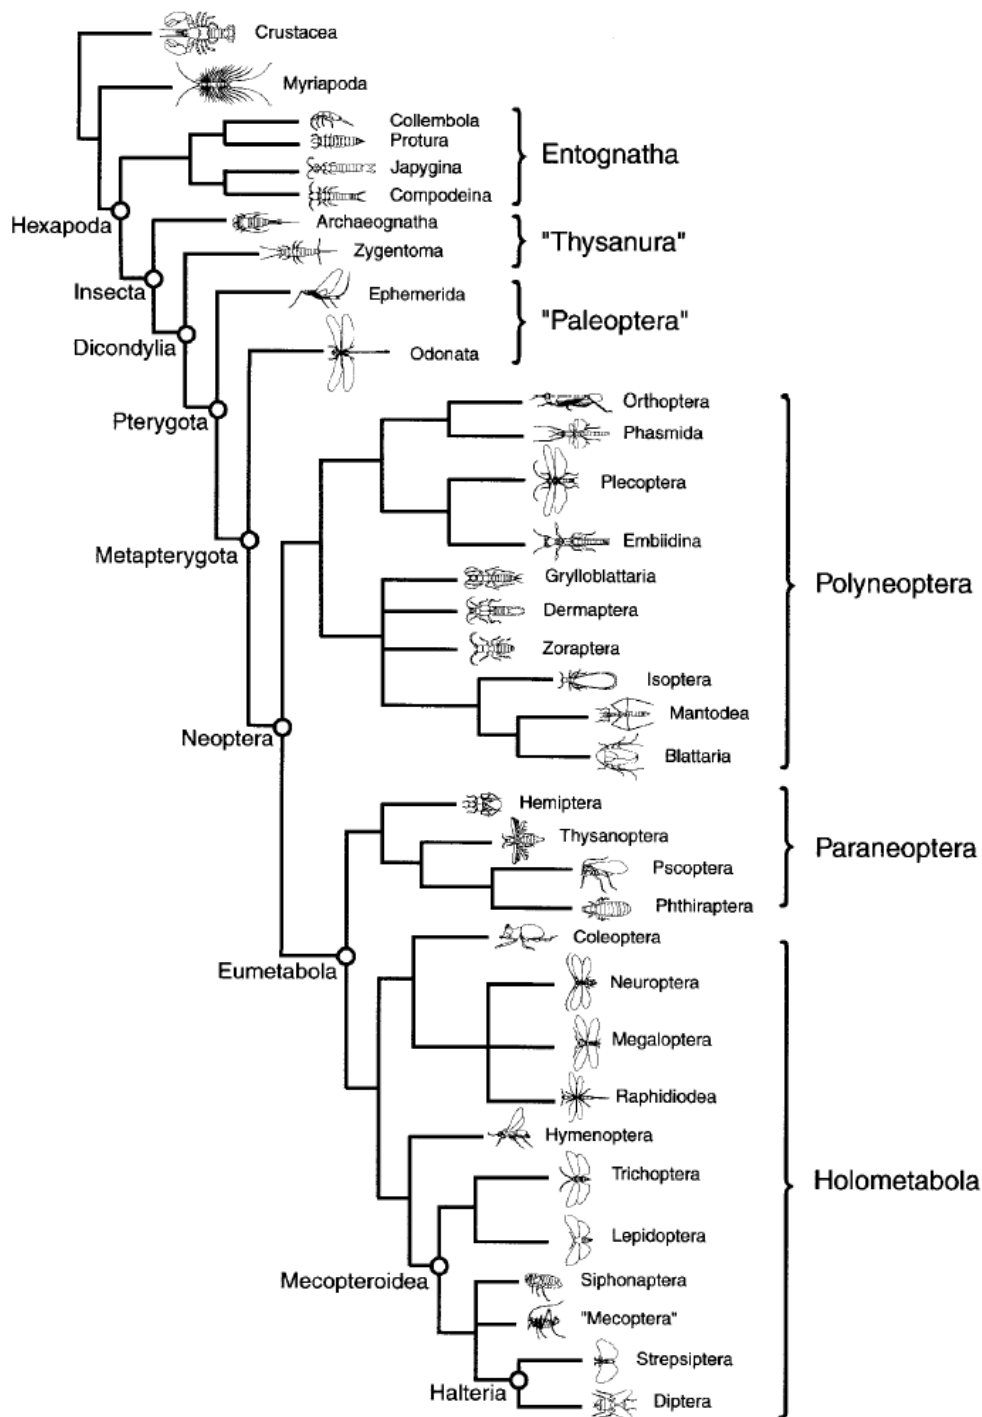 Crustacea
Myriapoda
Collembola
Protura
Japygina
Compodeina
Entognatha
Hexapoda
Archaeognatha
Zygentoma
"Thysanura"
Insecta
Ephemerida
Odonata
"Paleoptera"
Dicondylia
Pterygota
Orthoptera
Phasmida
Plecoptera
Embiidina
Metapterygota
Grylloblattaria
Dermaptera
Zoraptera
Isoptera
Mantodea
Blattaria
Polyneoptera
Neoptera
Hemiptera
Thysanoptera
Pscoptera
Phthiraptera
Paraneoptera
Coleoptera
Eumetabola
Neuroptera
Megaloptera
Raphidiodea
Hymenoptera
Trichoptera
Holometabola
Lepidoptera
Mecopteroidea
Siphonaptera
"Mecoptera"
Strepsiptera
Halteria
Diptera